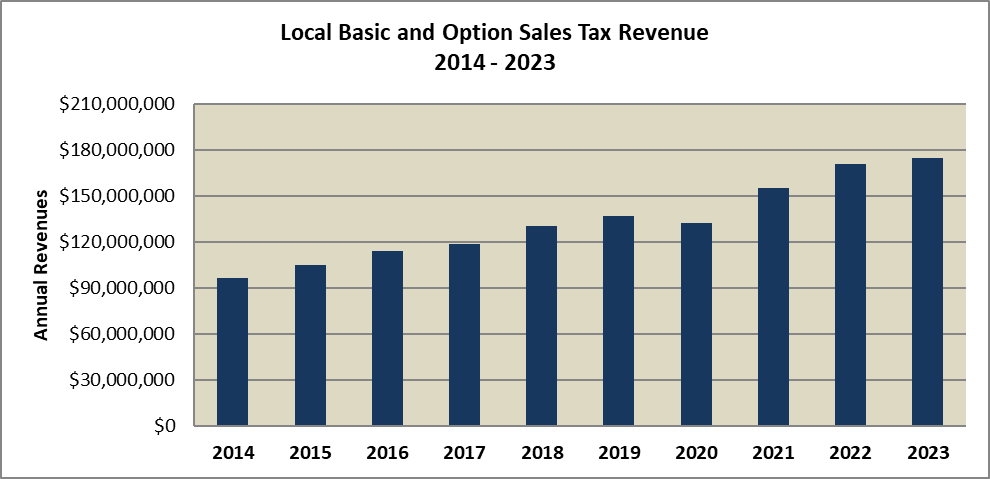 Local Basic and Option Sales Tax Revenue
2014 - 2023
$210,000,000
$180,000,000
$150,000,000
$120,000,000
$90,000,000
$60,000,000
$30,000,000
$0
Annual Revenues
2014 2015 2016 2017 2018 2019 2020 2021 2022 2023